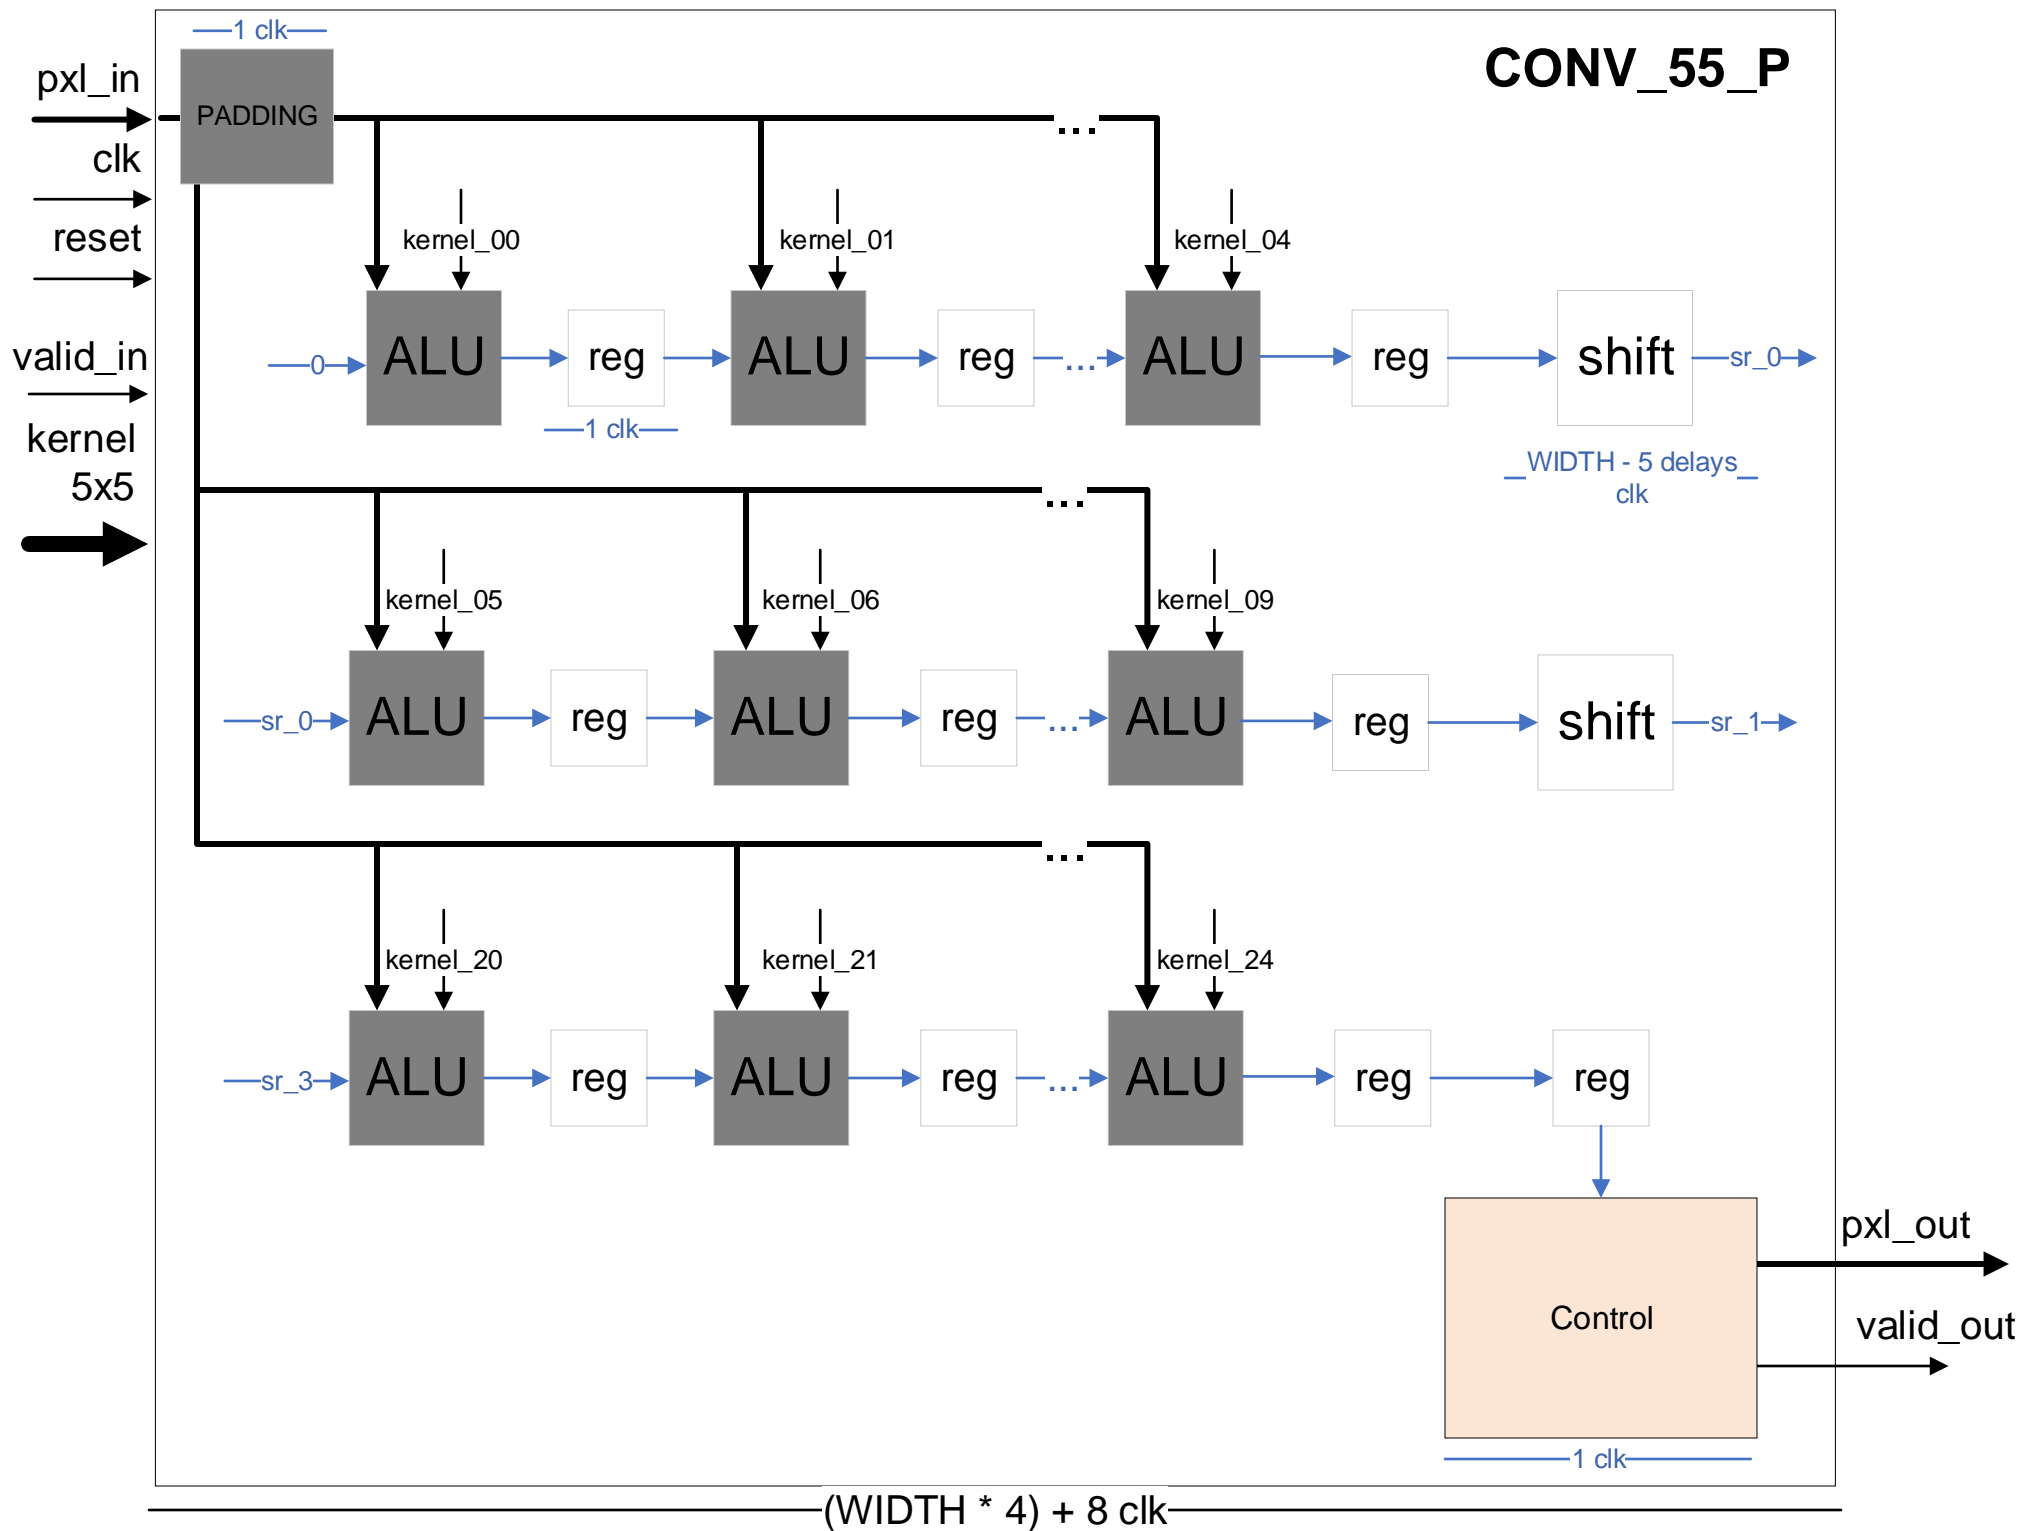 1 clk
CONV_55_P
pxl_in
PADDING
...
clk
reset
kernel_00
kernel_01
kernel_04
valid_in
0
ALU
reg
ALU
reg
...
ALU
reg
shift
sr_0
1 clk
kernel
5x5
WIDTH - 5 delays
clk
...
kernel_05
kernel_06
kernel_09
sr_0
ALU
reg
ALU
reg
...
ALU
reg
shift
sr_1
...
kernel_20
kernel_21
kernel_24
sr_3
ALU
reg
ALU
reg
...
ALU
reg
reg
pxl_out
Control
valid_out
1 clk
(WIDTH * 4) + 8 clk